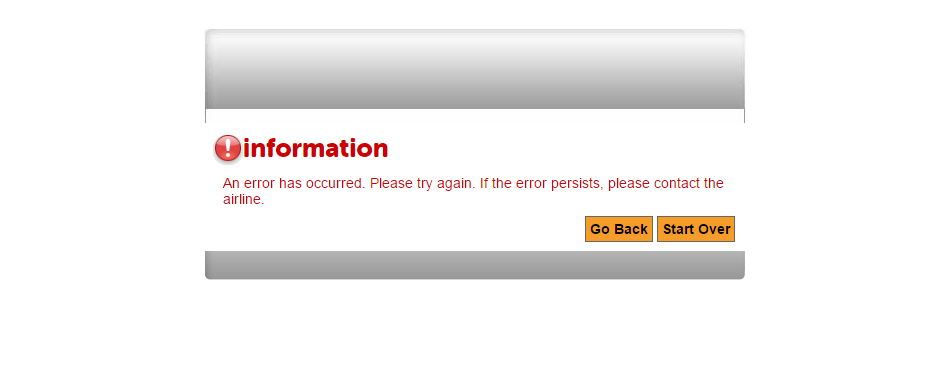 information
An error has occurred. Please try again. If the error persists, please contact the
airline.
Go Back Start Over